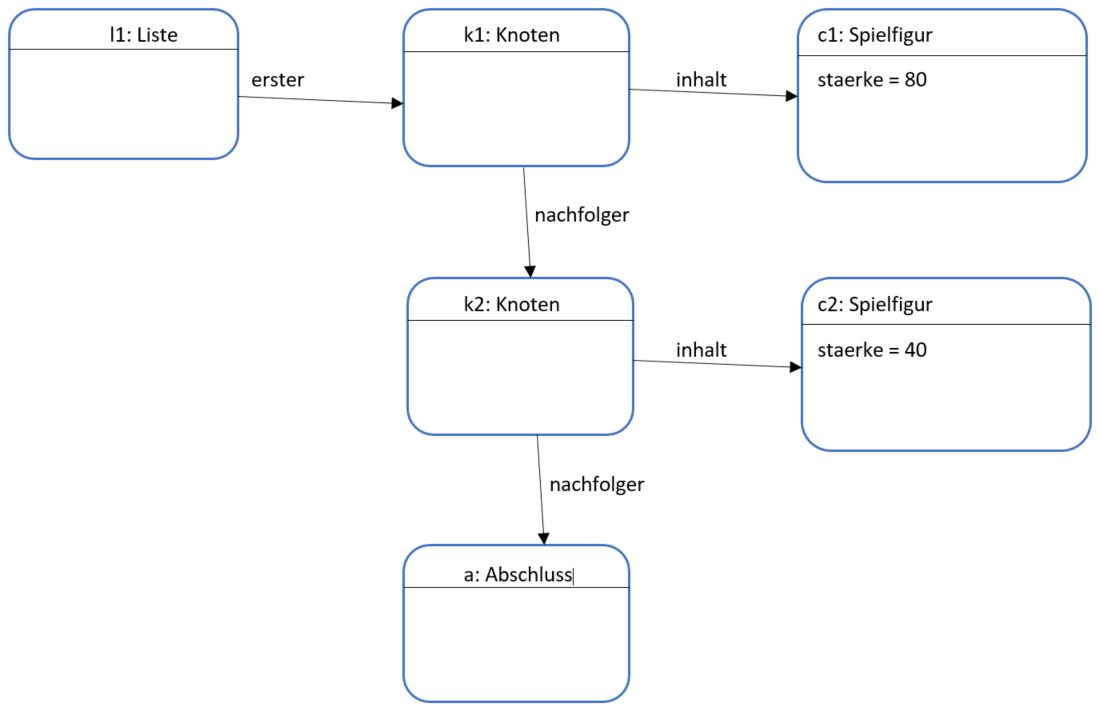 l1: Liste
erster
k1: Knoten
inhalt
c1: Spielfigur
staerke = 80
nachfolger
k2: Knoten
inhalt
c2: Spielfigur
staerke = 40
nachfolger
a: Abschluss